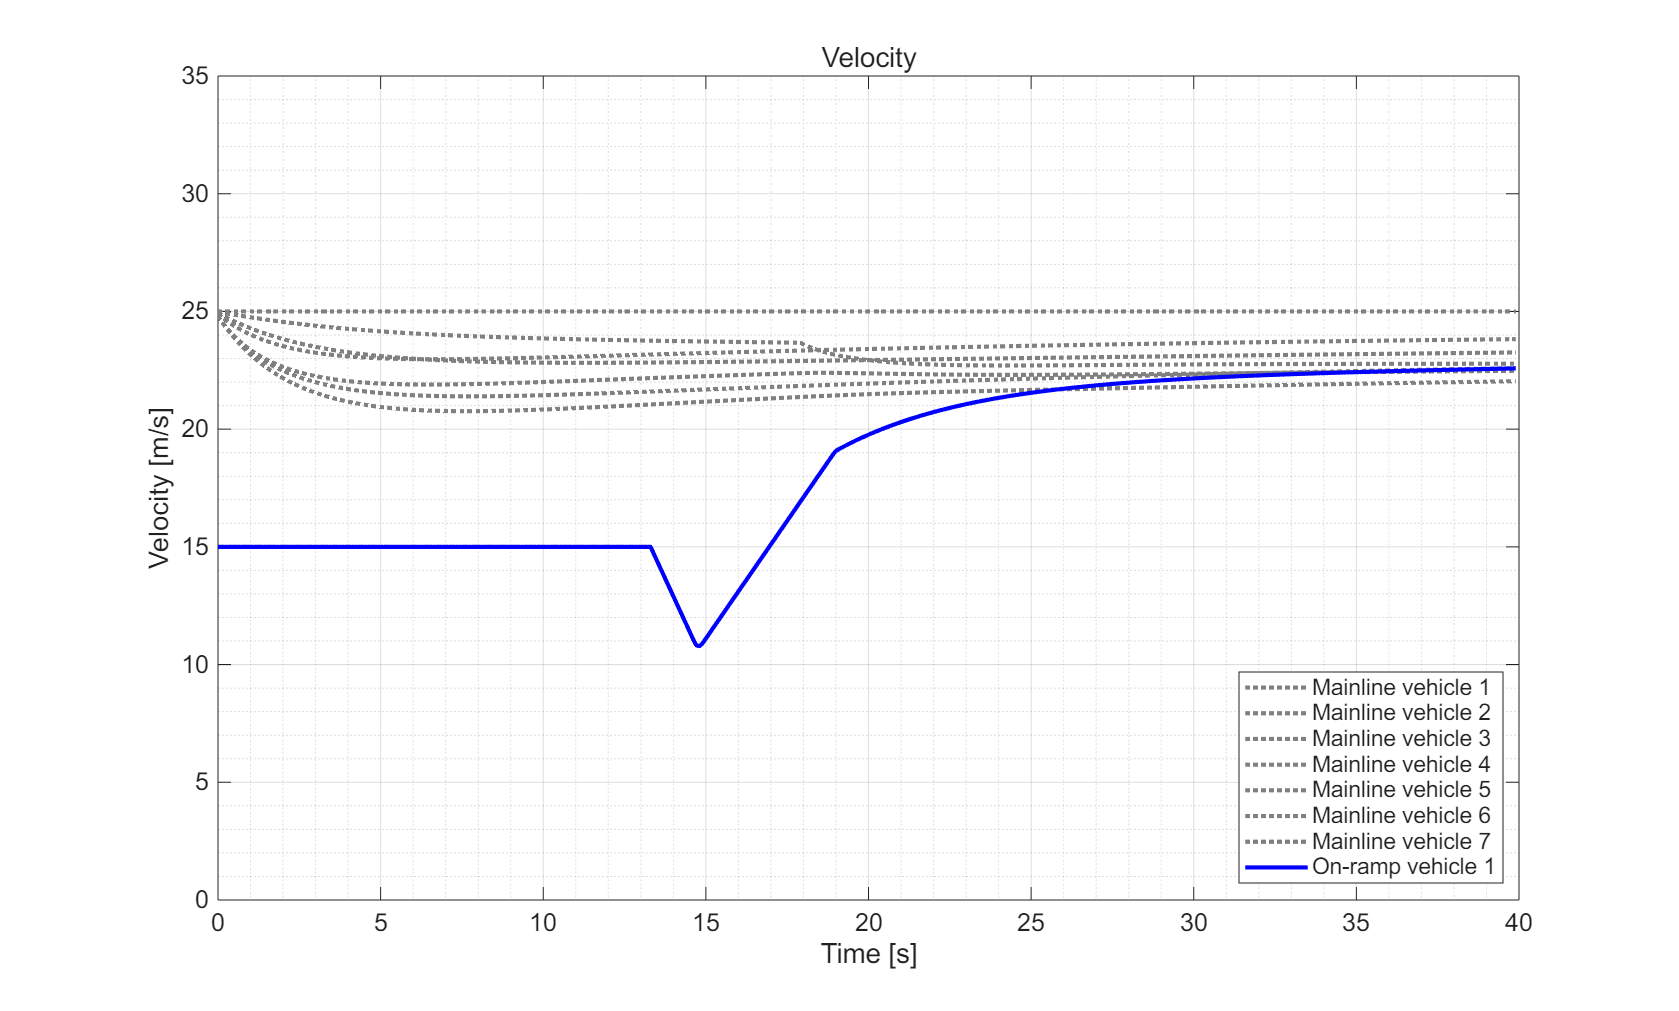 Velocity
35
30
25
20
15
10
5
0
Velocity [m/s]
0 5 10 15 20 25 30 35 40
Time [s]
Mainline vehicle 1
Mainline vehicle 2
Mainline vehicle 3
Mainline vehicle 4
Mainline vehicle 5
Mainline vehicle 6
Mainline vehicle 7
On-ramp vehicle 1